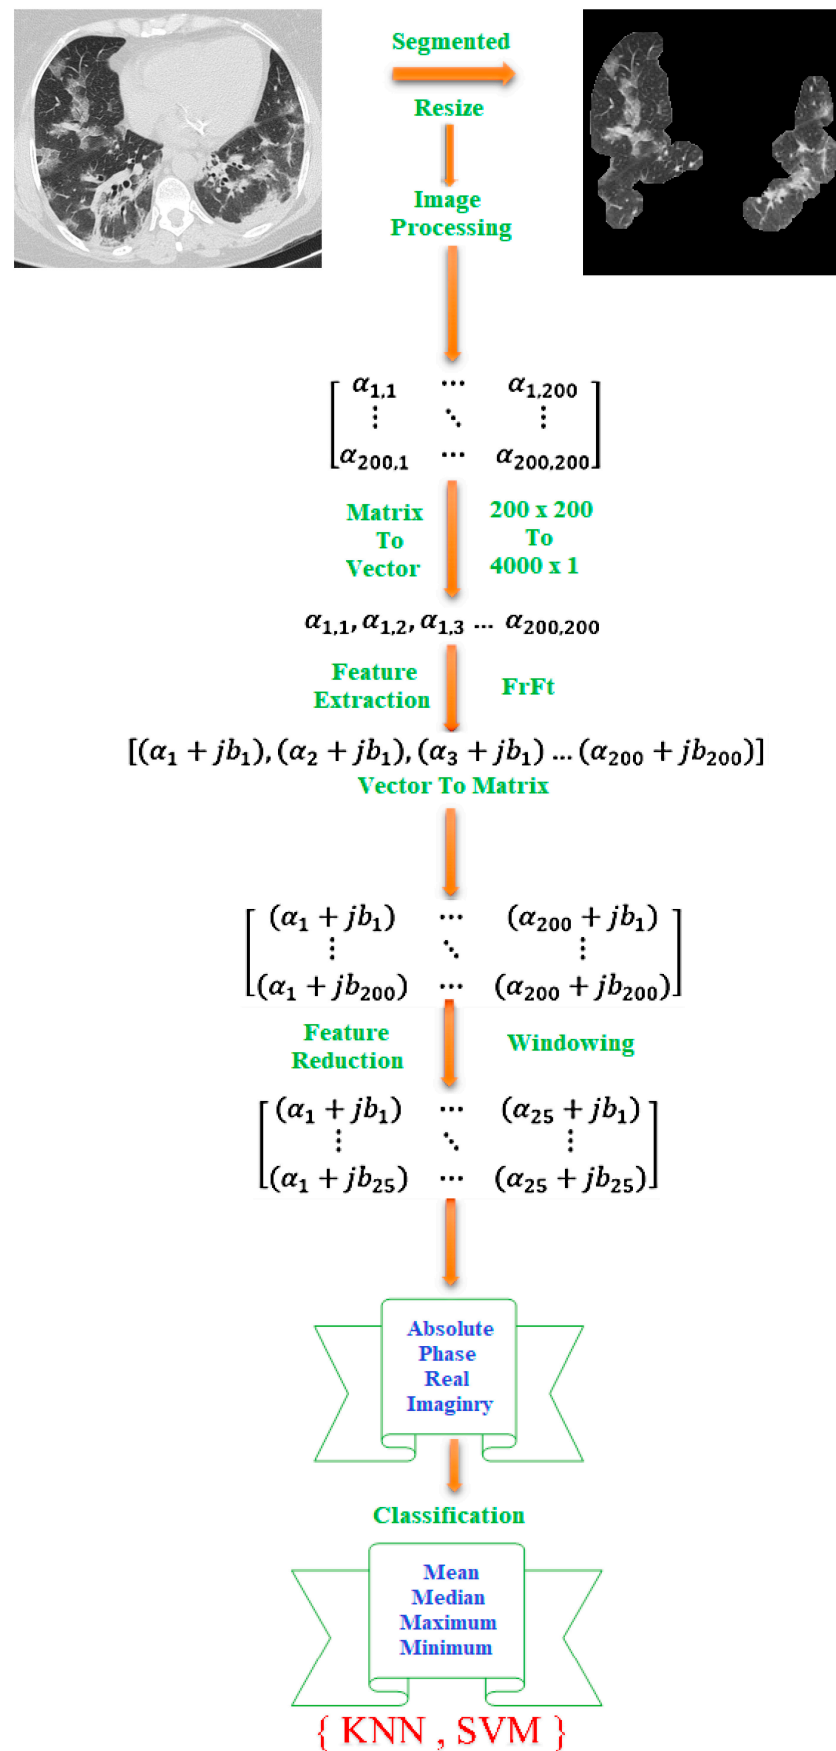 Segmented
Resize
Image
Processing
[α₁,₁ ⋯ α₁,₂₀₀
⋮ ⋱ ⋮
α₂₀₀,₁ ⋯ α₂₀₀,₂₀₀]
Matrix
To
Vector
200 x 200
To
4000 x 1
α₁,₁, α₁,₂, α₁,₃ … α₂₀₀,₂₀₀
Feature
Extraction
FrFt
[(α₁ + jb₁), (α₂ + jb₁), (α₃ + jb₁) … (α₂₀₀ + jb₂₀₀)]
Vector To Matrix
[(α₁ + jb₁) ⋯ (α₂₀₀ + jb₁)
⋮ ⋱ ⋮
(α₁ + jb₂₀₀) ⋯ (α₂₀₀ + jb₂₀₀)]
Feature
Reduction
Windowing
[(α₁ + jb₁) ⋯ (α₂₅ + jb₁)
⋮ ⋱ ⋮
(α₁ + jb₂₅) ⋯ (α₂₅ + jb₂₅)]
Absolute
Phase
Real
Imaginry
Classification
Mean
Median
Maximum
Minimum
{ KNN , SVM }